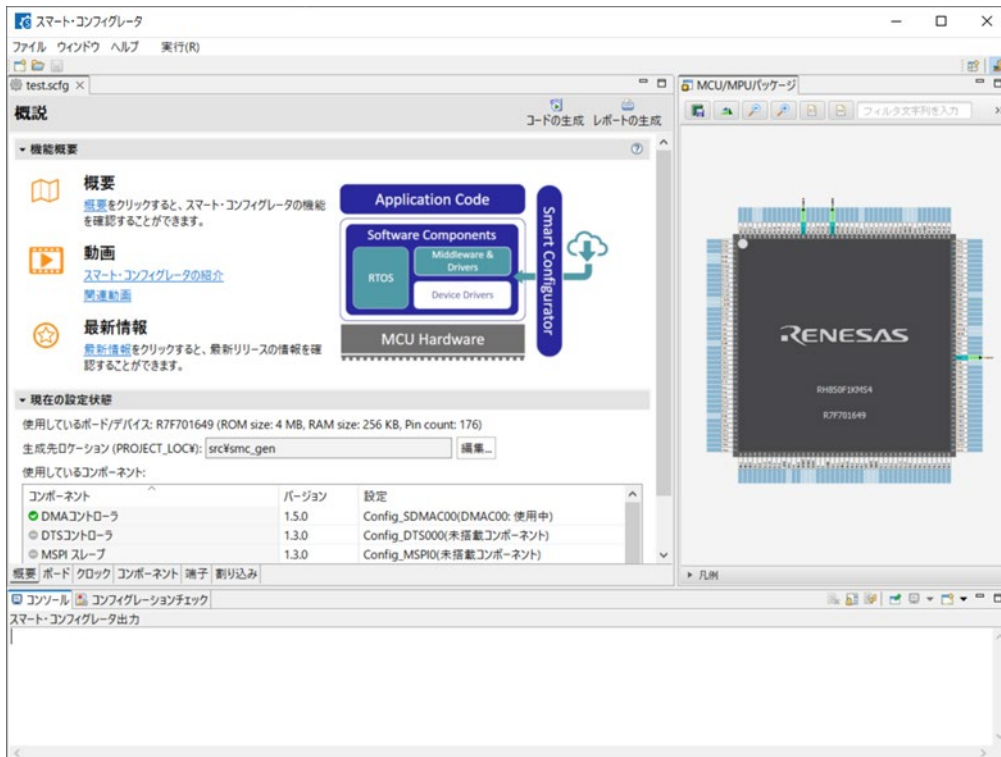 スマート・コンフィグレータ
ファイル ウィンドウ ヘルプ 実行(R)
test.scfg
MCU/MPUパッケージ
概説
コードの生成 レポートの生成
フィルタ文字列を入力
機能概要
概要
概要をクリックすると、スマート・コンフィグレータの機能
を確認することができます。
動画
スマート・コンフィグレータの紹介
関連動画
最新情報
最新情報をクリックすると、最新リリースの情報を確
認することができます。
Application Code
Software Components
RTOS
Middleware &
Drivers
Device Drivers
MCU Hardware
Smart Configurator
RENESAS
RH850F1KMS4
R7F701649
現在の設定状態
使用しているボード/デバイス: R7F701649 (ROM size: 4 MB, RAM size: 256 KB, Pin count: 176)
生成先ロケーション (PROJECT_LOC¥): src¥smc_gen 編集...
使用しているコンポーネント:
コンポーネント バージョン 設定
DMAコントローラ 1.5.0 Config_SDMAC00(DMAC00: 使用中)
DTSコントローラ 1.3.0 Config_DTS000(未搭載コンポーネント)
MSPI スレーブ 1.3.0 Config_MSPI0(未搭載コンポーネント)
概要 ボード クロック コンポーネント 端子 割り込み
凡例
コンソール コンフィグレーションチェック
スマート・コンフィグレータ出力